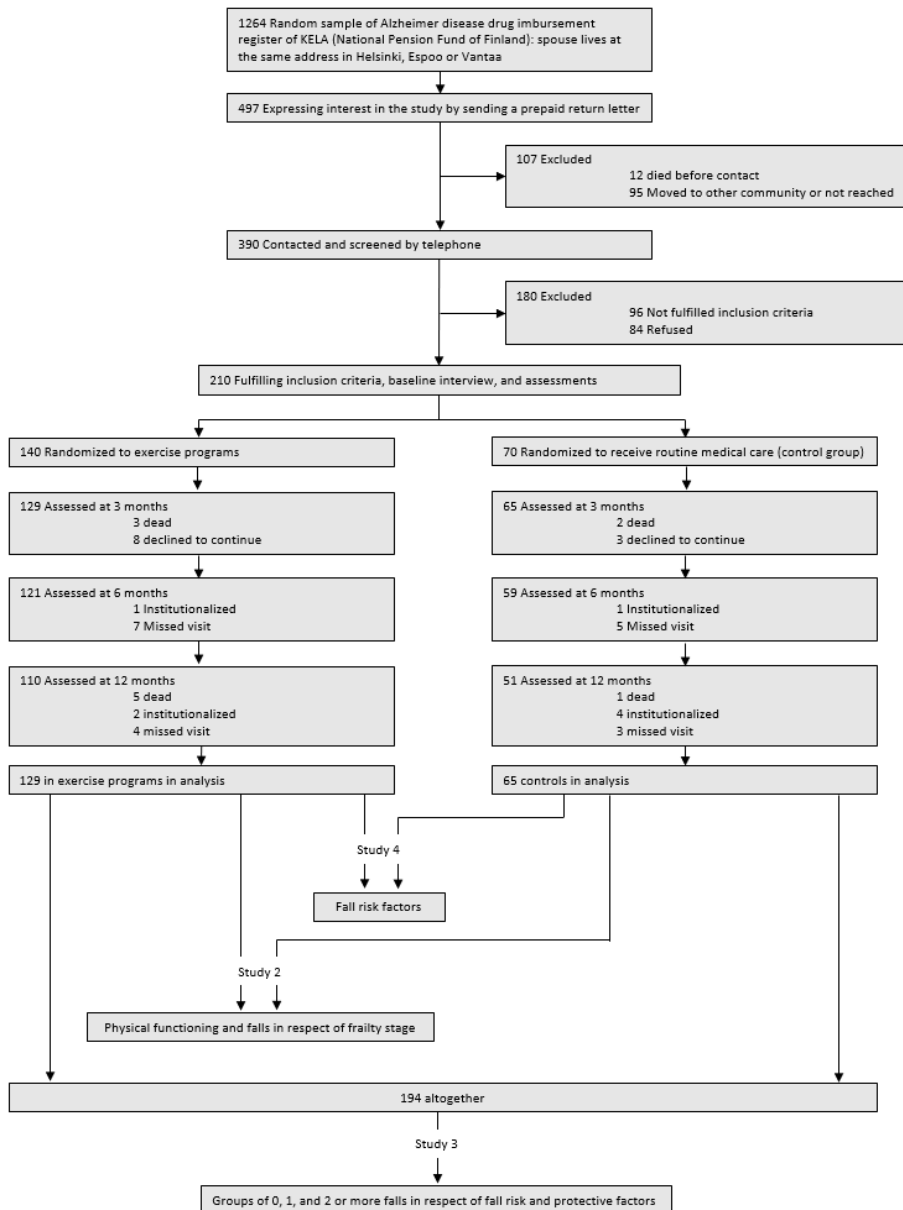 1264 Random sample of Alzheimer disease drug imbursement
register of KELA (National Pension Fund of Finland): spouse lives at
the same address in Helsinki, Espoo or Vantaa
497 Expressing interest in the study by sending a prepaid return letter
107 Excluded
12 died before contact
95 Moved to other community or not reached
390 Contacted and screened by telephone
180 Excluded
96 Not fulfilled inclusion criteria
84 Refused
210 Fulfilling inclusion criteria, baseline interview, and assessments
140 Randomized to exercise programs
70 Randomized to receive routine medical care (control group)
129 Assessed at 3 months
3 dead
8 declined to continue
65 Assessed at 3 months
2 dead
3 declined to continue
121 Assessed at 6 months
1 Institutionalized
7 Missed visit
59 Assessed at 6 months
1 Institutionalized
5 Missed visit
110 Assessed at 12 months
5 dead
2 institutionalized
4 missed visit
51 Assessed at 12 months
1 dead
4 institutionalized
3 missed visit
129 in exercise programs in analysis
65 controls in analysis
Study 4
Fall risk factors
Study 2
Physical functioning and falls in respect of frailty stage
194 altogether
Study 3
Groups of 0, 1, and 2 or more falls in respect of fall risk and protective factors